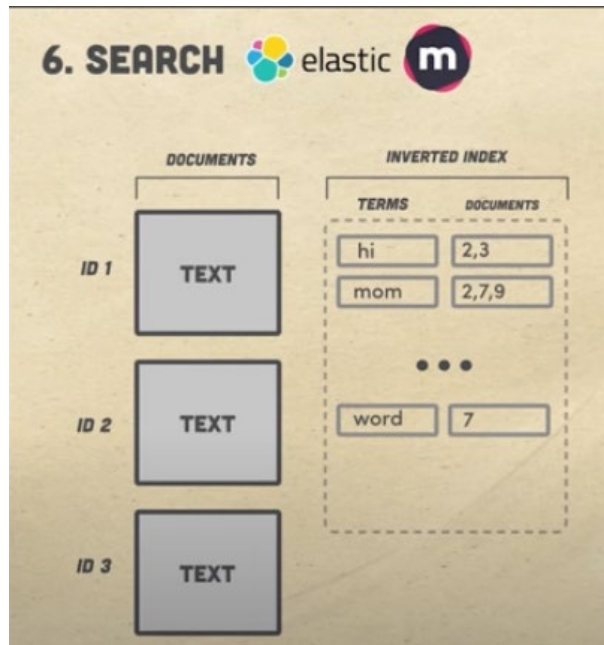 6. SEARCH elastic m
DOCUMENTS
INVERTED INDEX
TERMS DOCUMENTS
ID 1 TEXT
hi 2,3
mom 2,7,9
ID 2 TEXT
word 7
ID 3 TEXT